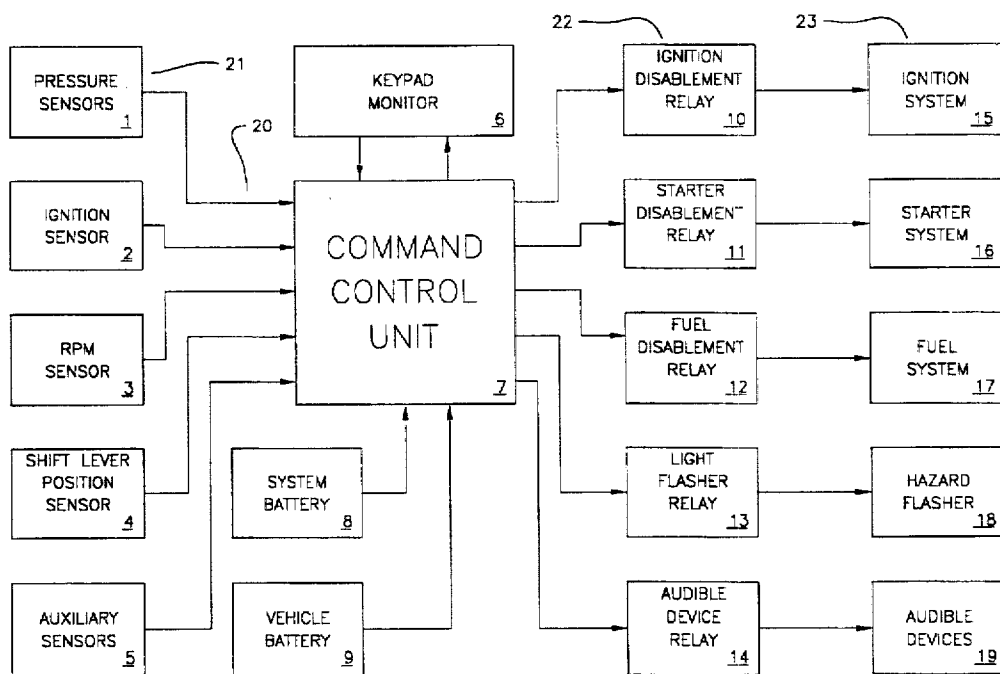 22
23
21
PRESSURE
SENSORS
1
KEYPAD
MONITOR
6
IGNITION
DISABLEMENT
RELAY
10
IGNITION
SYSTEM
15
20
IGNITION
SENSOR
2
COMMAND
CONTROL
UNIT
7
STARTER
DISABLEMENT
RELAY
11
STARTER
SYSTEM
16
RPM
SENSOR
3
FUEL
DISABLEMENT
RELAY
12
FUEL
SYSTEM
17
SHIFT LEVER
POSITION
SENSOR
4
SYSTEM
BATTERY
8
LIGHT
FLASHER
RELAY
13
HAZARD
FLASHER
18
AUXILIARY
SENSORS
5
VEHICLE
BATTERY
9
AUDIBLE
DEVICE
RELAY
14
AUDIBLE
DEVICES
19